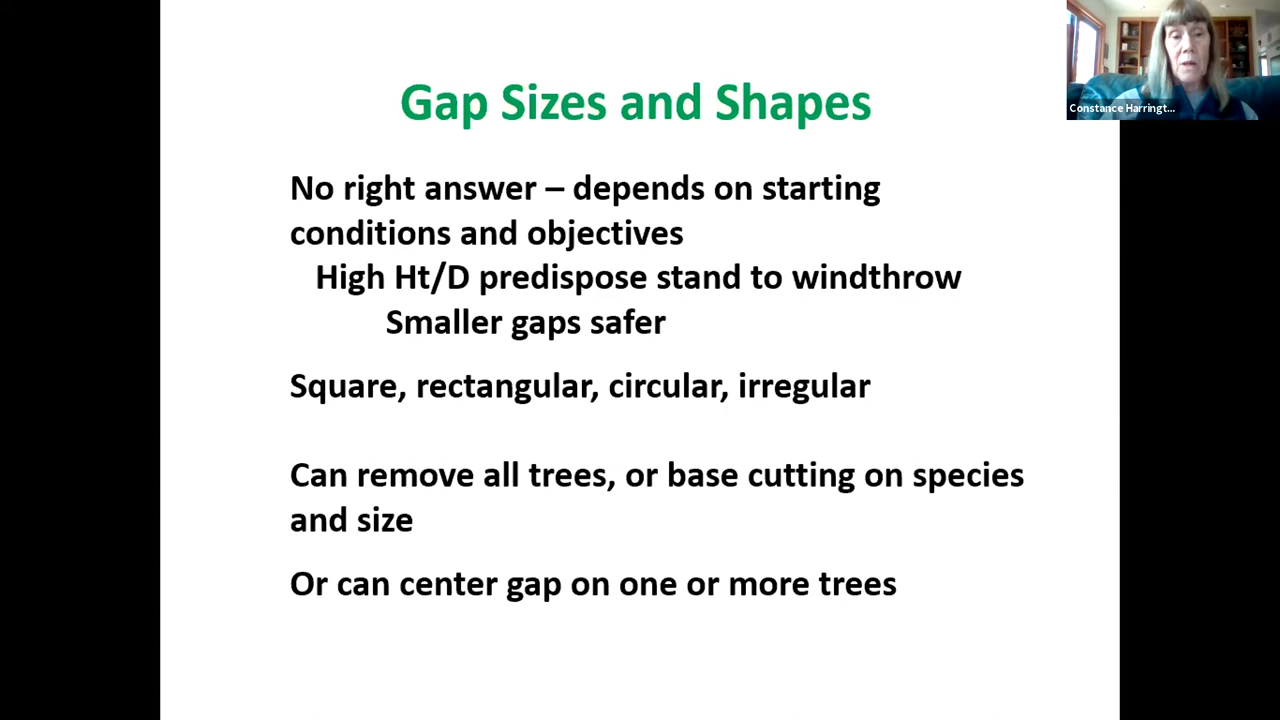 Gap Sizes and Shapes
Constance Harringt...
No right answer – depends on starting
conditions and objectives
High Ht/D predispose stand to windthrow
Smaller gaps safer
Square, rectangular, circular, irregular
Can remove all trees, or base cutting on species
and size
Or can center gap on one or more trees